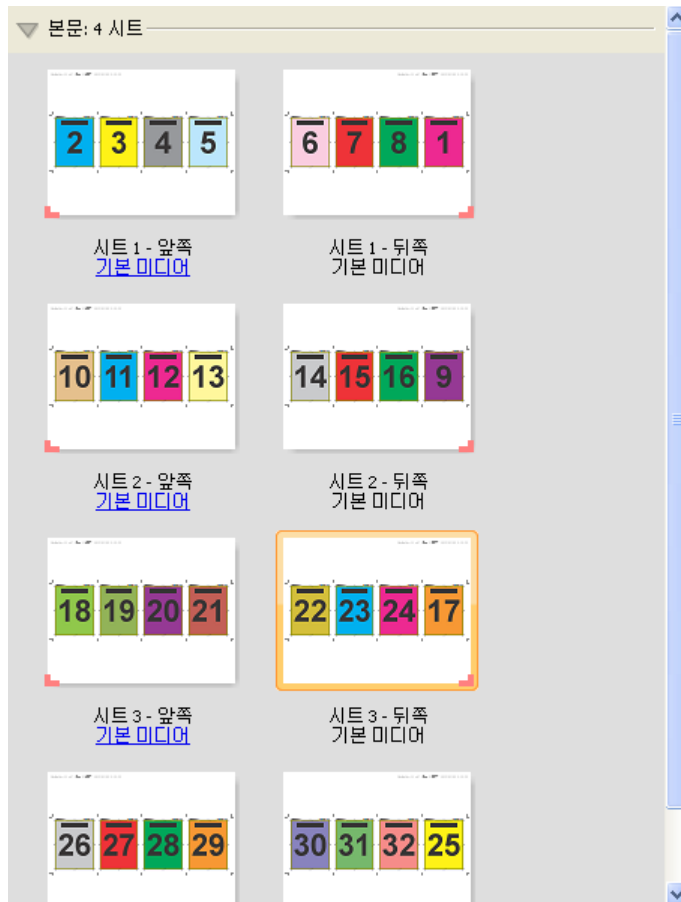 본문: 4 시트
2 3 4 5
6 7 8 1
시트 1 - 앞쪽
기본 미디어
시트 1 - 뒤쪽
기본 미디어
10 11 12 13
14 15 16 9
시트 2 - 앞쪽
기본 미디어
시트 2 - 뒤쪽
기본 미디어
18 19 20 21
22 23 24 17
시트 3 - 앞쪽
기본 미디어
시트 3 - 뒤쪽
기본 미디어
26 27 28 29
30 31 32 25